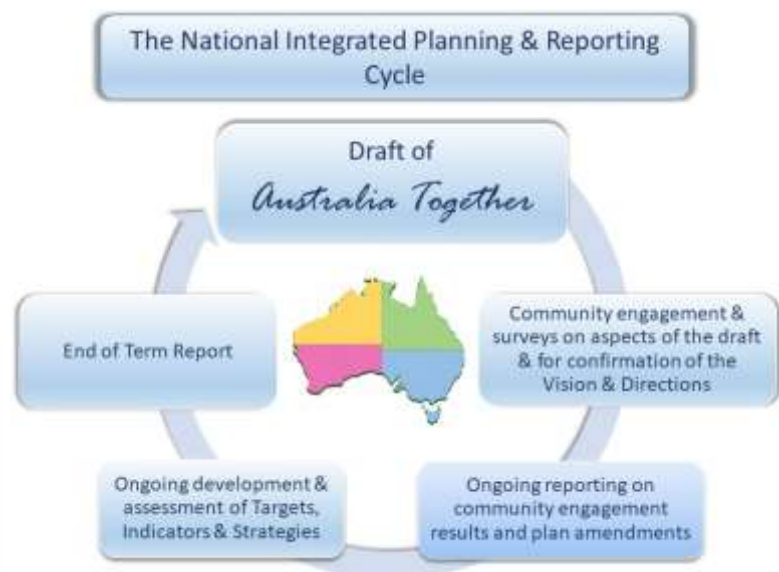 The National Integrated Planning & Reporting
Cycle
Draft of
Australia Together
Community engagement &
surveys on aspects of the draft
& for confirmation of the
Vision & Directions
Ongoing reporting on
community engagement
results and plan amendments
Ongoing development &
assessment of Targets,
Indicators & Strategies
End of Term Report